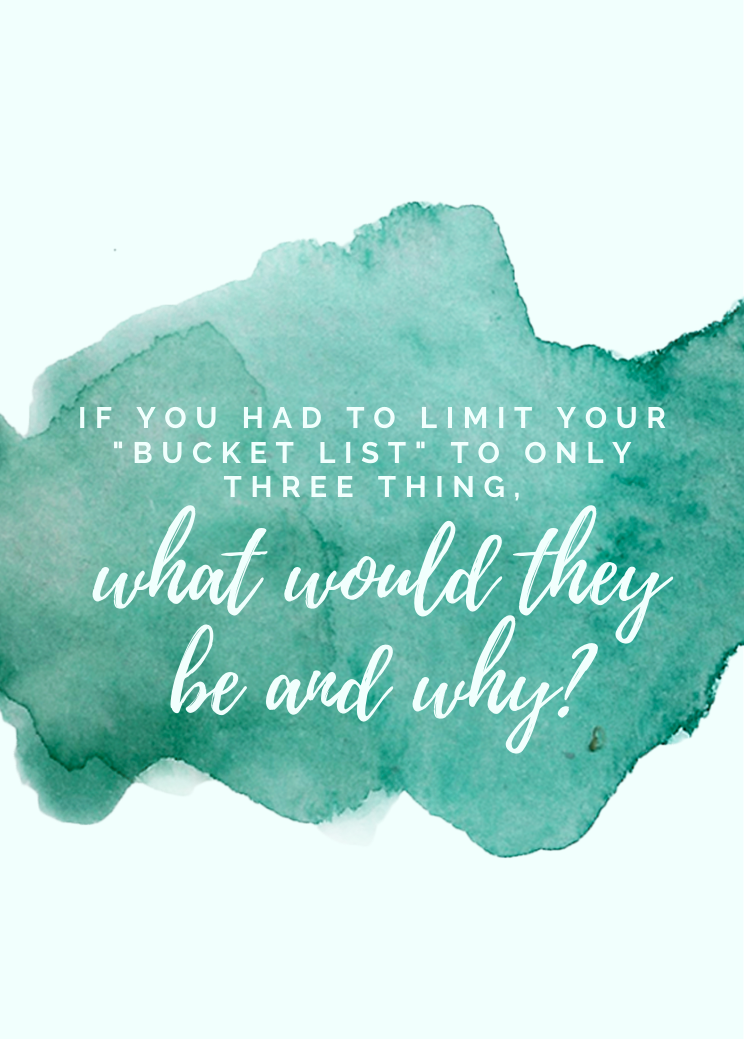 IF YOU HAD TO LIMIT YOUR
"BUCKET LIST" TO ONLY
THREE THING,
what would they
be and why?